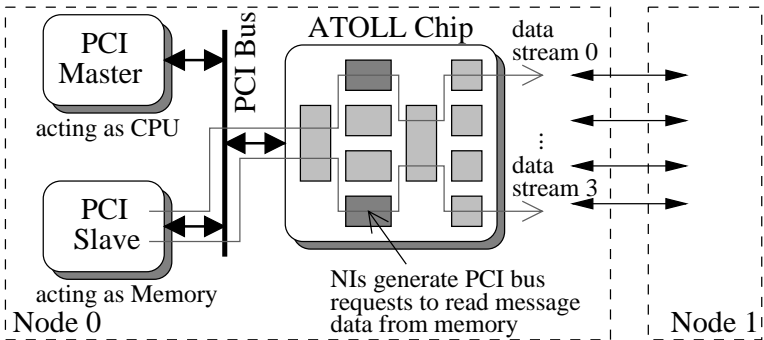 PCI
Master
acting as CPU
PCI Bus
ATOLL Chip
data
stream 0
...
data
stream 3
PCI
Slave
acting as Memory
NIs generate PCI bus
requests to read message
data from memory
Node 0
Node 1